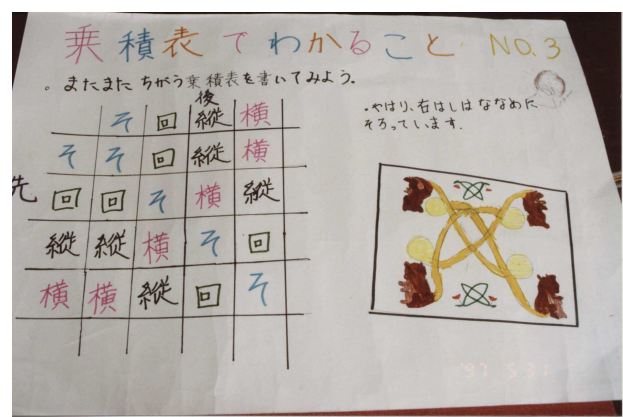 乗積表でわかること NO.3
。またまた ちがう乗積表を書いてみよう。
後
そ 回 縦 横
そ そ 回 縦 横
先 回 回 そ 横 縦
縦 縦 横 そ 回
横 横 縦 回 そ
・やはり、右はしはななめに
そろっています.